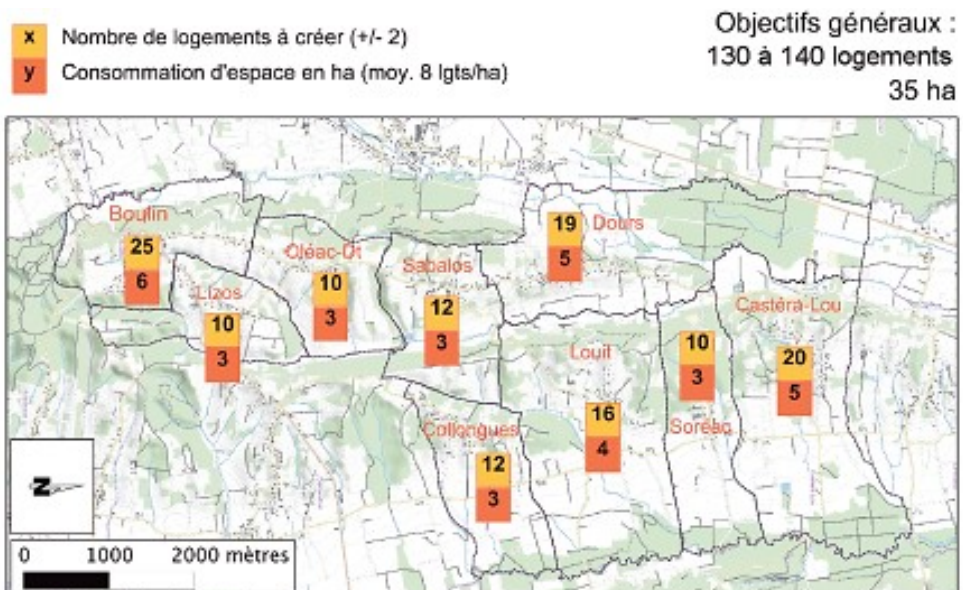 x Nombre de logements à créer (+/- 2)
y Consommation d'espace en ha (moy. 8 lgts/ha)
Objectifs généraux :
130 à 140 logements
35 ha
Boulin
25
6
Lizos
10
3
Oléac-Dt
10
3
Sabalos
12
3
Dours
19
5
Castéra-Lou
20
5
Louit
16
4
Soréac
10
3
Collongues
12
3
N
0 1000 2000 mètres